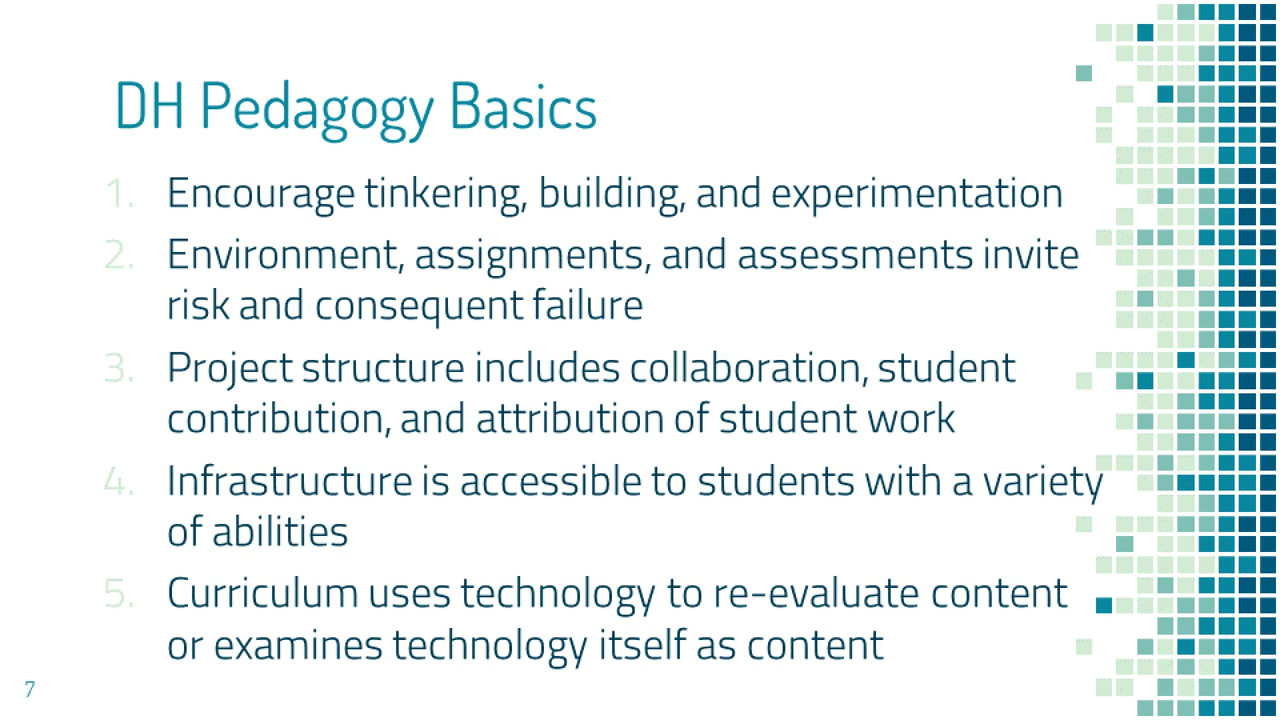 DH Pedagogy Basics
1. Encourage tinkering, building, and experimentation
2. Environment, assignments, and assessments invite
risk and consequent failure
3. Project structure includes collaboration, student
contribution, and attribution of student work
4. Infrastructure is accessible to students with a variety
of abilities
5. Curriculum uses technology to re-evaluate content
or examines technology itself as content
7